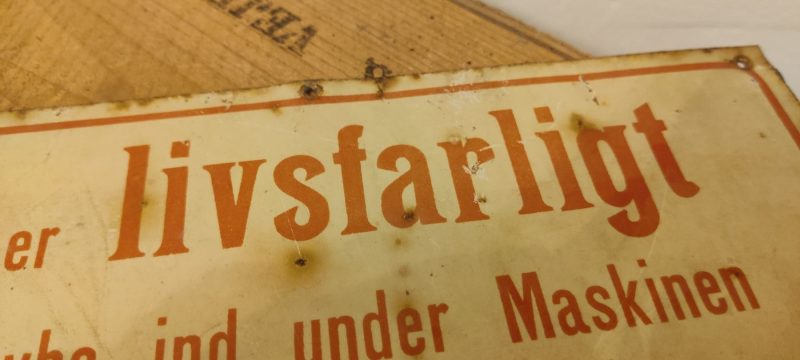 er livsfarligt
ind under Maskinen